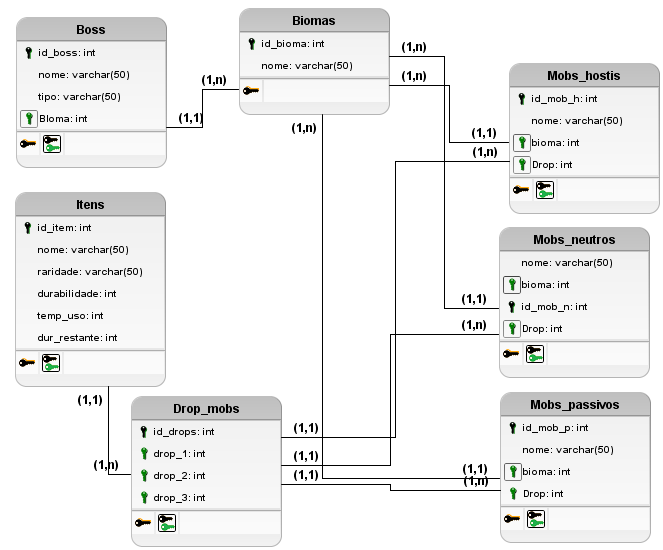 Boss
id_boss: int
nome: varchar(50)
tipo: varchar(50)
BIoma: int
(1,1)
(1,n)
Biomas
id_bioma: int
nome: varchar(50)
(1,n)
(1,n)
(1,n)
Mobs_hostis
id_mob_h: int
nome: varchar(50)
bioma: int
Drop: int
(1,1)
(1,n)
Itens
id_item: int
nome: varchar(50)
raridade: varchar(50)
durabilidade: int
temp_uso: int
dur_restante: int
(1,1)
(1,n)
Mobs_neutros
nome: varchar(50)
bioma: int
id_mob_n: int
Drop: int
(1,1)
(1,n)
Drop_mobs
id_drops: int
drop_1: int
drop_2: int
drop_3: int
(1,1)
(1,1)
(1,1)
Mobs_passivos
id_mob_p: int
nome: varchar(50)
bioma: int
Drop: int
(1,1)
(1,n)